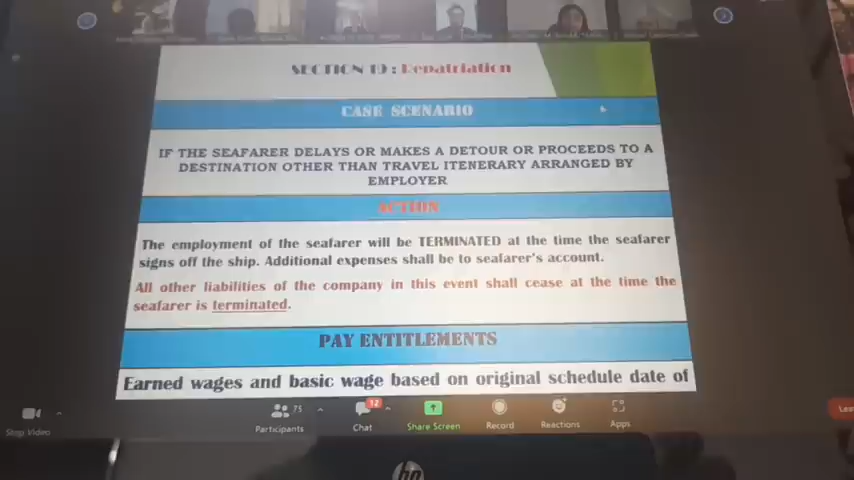 SECTION 19 : Repatriation
CASE SCENARIO
IF THE SEAFARER DELAYS OR MAKES A DETOUR OR PROCEEDS TO A
DESTINATION OTHER THAN TRAVEL ITENERARY ARRANGED BY
EMPLOYER
ACTION
The employment of the seafarer will be TERMINATED at the time the seafarer
signs off the ship. Additional expenses shall be to seafarer's account.
All other liabilities of the company in this event shall cease at the time the
seafarer is terminated.
PAY ENTITLEMENTS
Earned wages and basic wage based on original schedule date of
Stop Video
75
Participants
12
Chat
Share Screen
Record
Reactions
Apps
Lea
hp